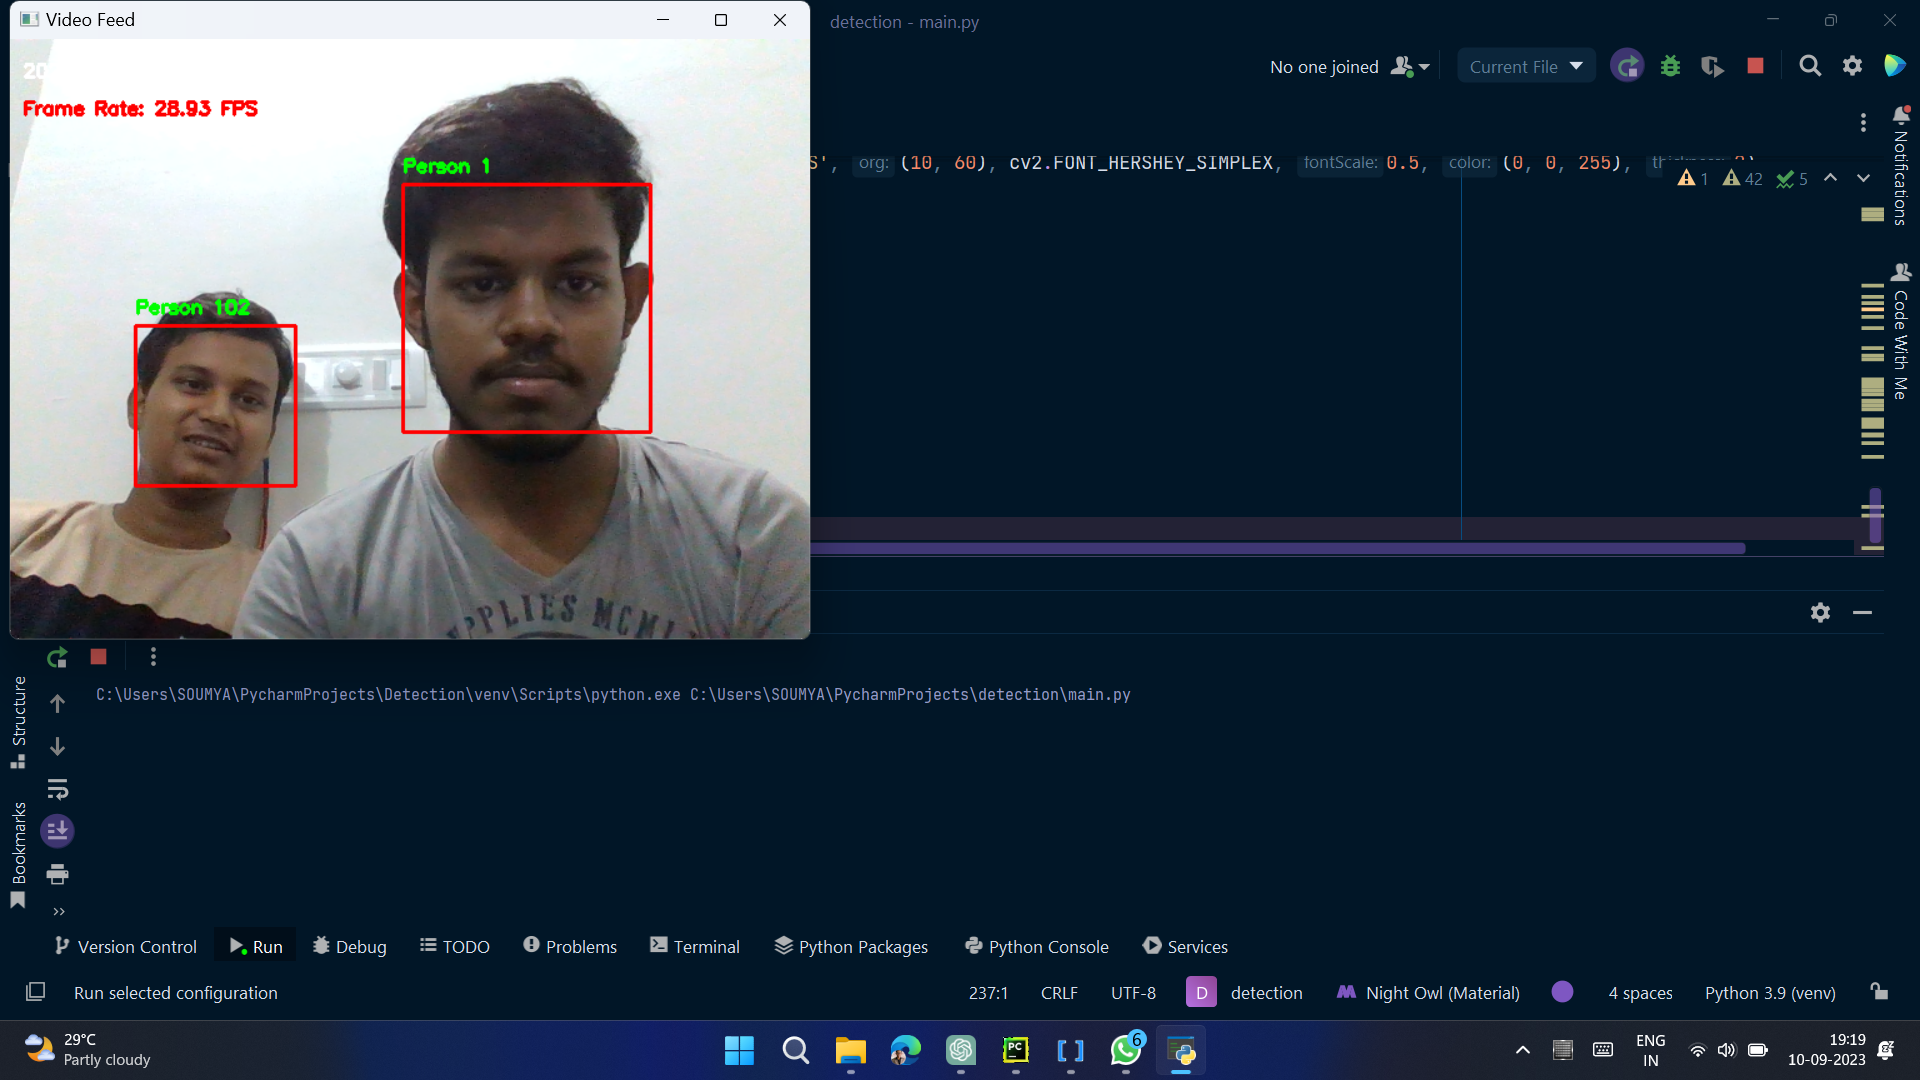 Video Feed
detection - main.py
No one joined
Current File
20
Frame Rate: 28.93 FPS
Person 1
Person 102
S', org: (10, 60), cv2.FONT_HERSHEY_SIMPLEX, fontScale: 0.5, color: (0, 0, 255),
1 42 5
Notifications
Code With Me
PPLIES
C:\Users\SOUMYA\PycharmProjects\Detection\venv\Scripts\python.exe C:\Users\SOUMYA\PycharmProjects\detection\main.py
Structure
Bookmarks
Version Control
Run
Debug
TODO
Problems
Terminal
Python Packages
Python Console
Services
Run selected configuration
237:1
CRLF
UTF-8
D
detection
Night Owl (Material)
4 spaces
Python 3.9 (venv)
29°C
Partly cloudy
PC
6
ENG
IN
19:19
10-09-2023